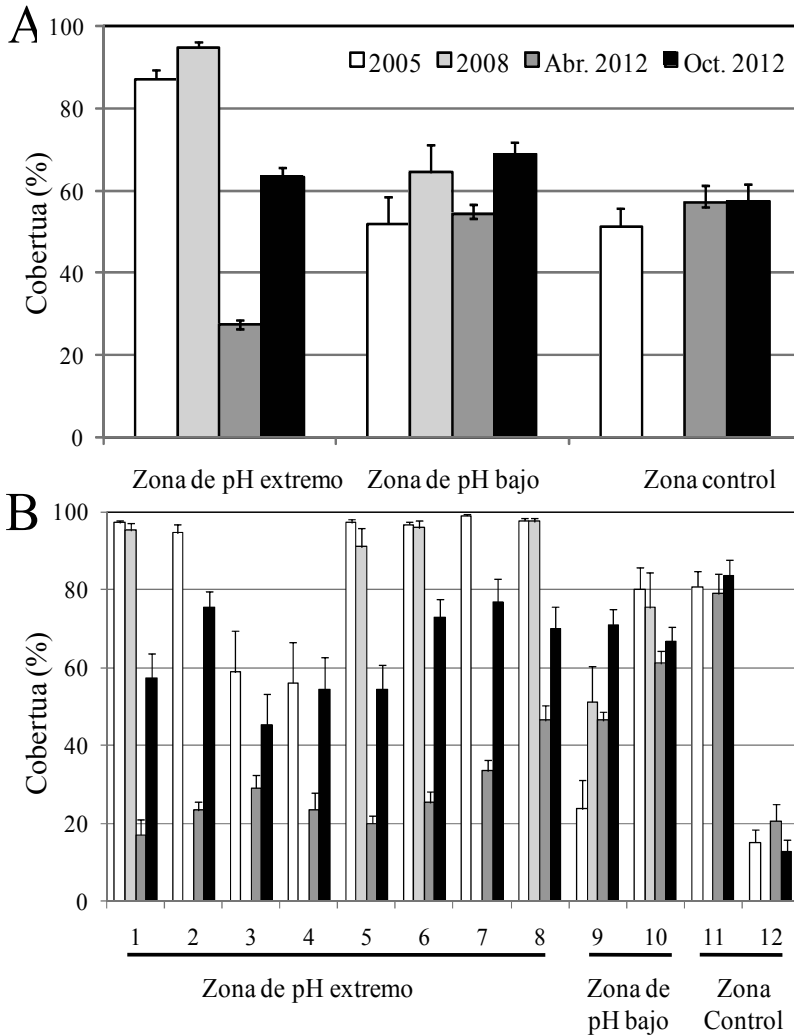 A
100
80
60
40
20
0
Cobertua (%)
2005 2008 Abr. 2012 Oct. 2012
Zona de pH extremo Zona de pH bajo Zona control
B
100
80
60
40
20
0
Cobertua (%)
1 2 3 4 5 6 7 8 9 10 11 12
Zona de pH extremo
Zona de
pH bajo
Zona
Control